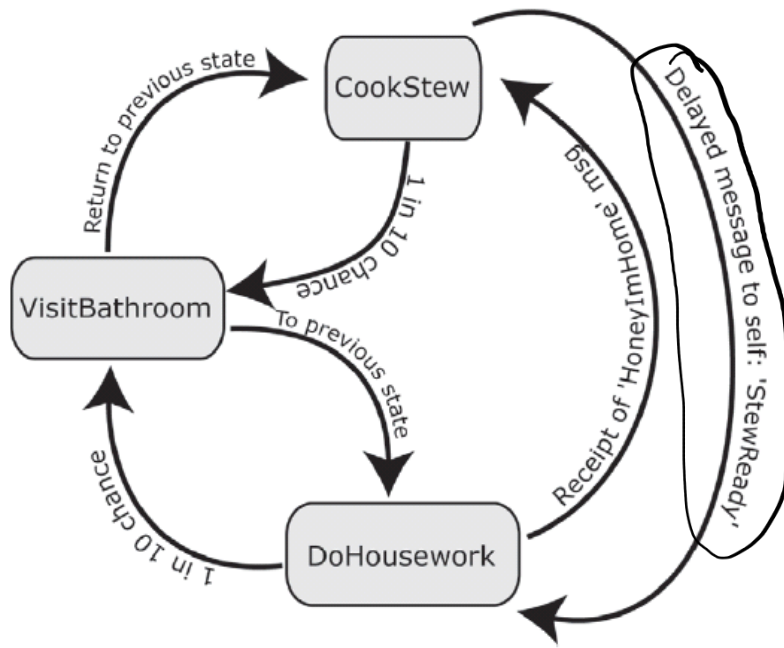 Return to previous state
CookStew
Delayed message to self: 'StewReady'
1 in 10 chance
Receipt of 'HoneyImHome' msg
VisitBathroom
To previous state
1 in 10 chance
DoHousework